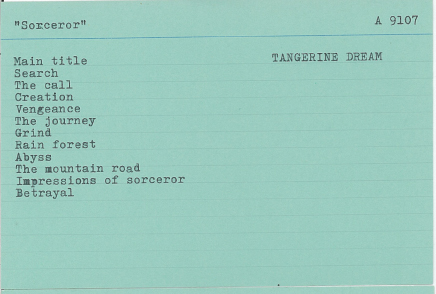 "Sorceror" A 9107
Main title TANGERINE DREAM
Search
The call
Creation
Vengeance
The journey
Grind
Rain forest
Abyss
The mountain road
Impressions of sorceror
Betrayal